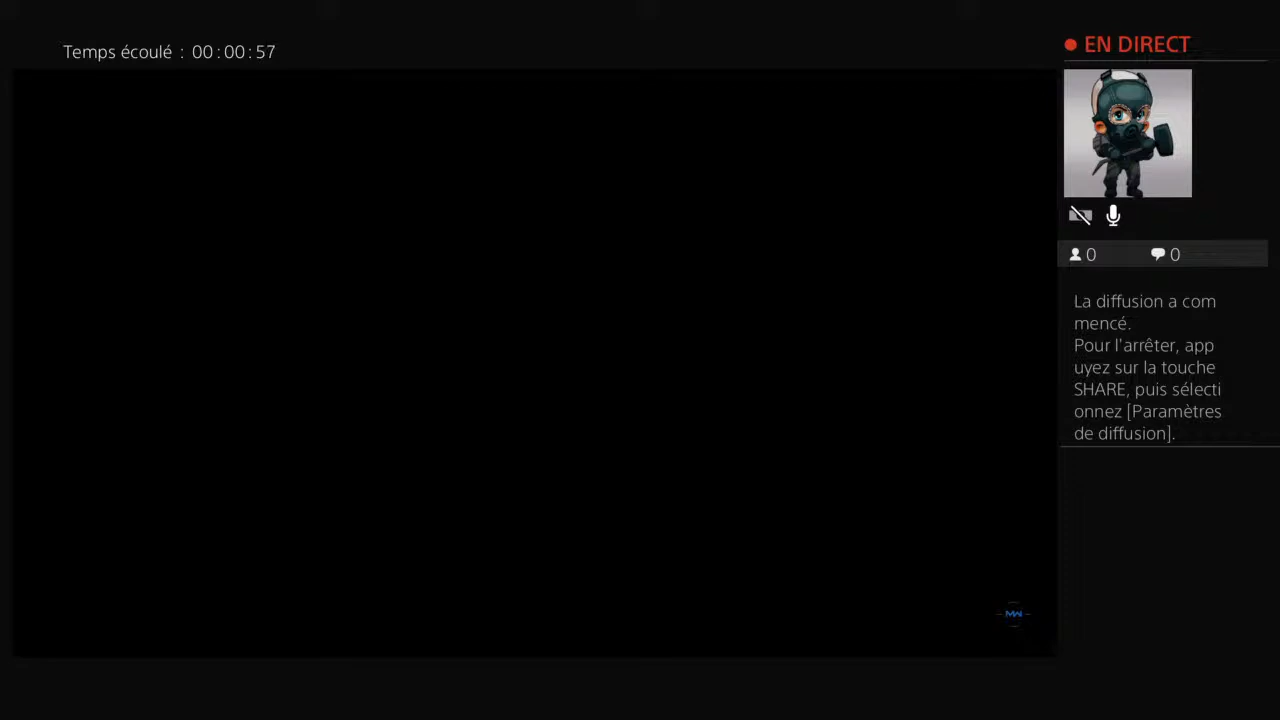 Temps écoulé : 00:00:57
EN DIRECT
0
0
La diffusion a com
mencé.
Pour l'arrêter, app
uyez sur la touche
SHARE, puis sélecti
onnez [Paramètres
de diffusion].
MW